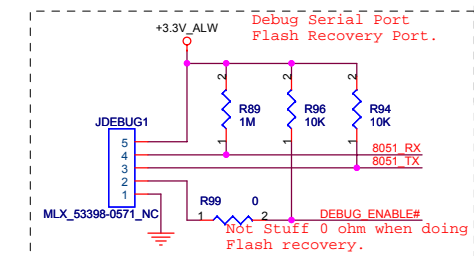 Debug Serial Port
Flash Recovery Port.
+3.3V_ALW
2 2 2
R89
1M
R96
10K
R94
10K
1 1 1
JDEBUG1
5
4
3
2
1
8051_RX
8051_TX
MLX_53398-0571_NC
R99 0
1 2
DEBUG_ENABLE#
Not Stuff 0 ohm when doing
Flash recovery.